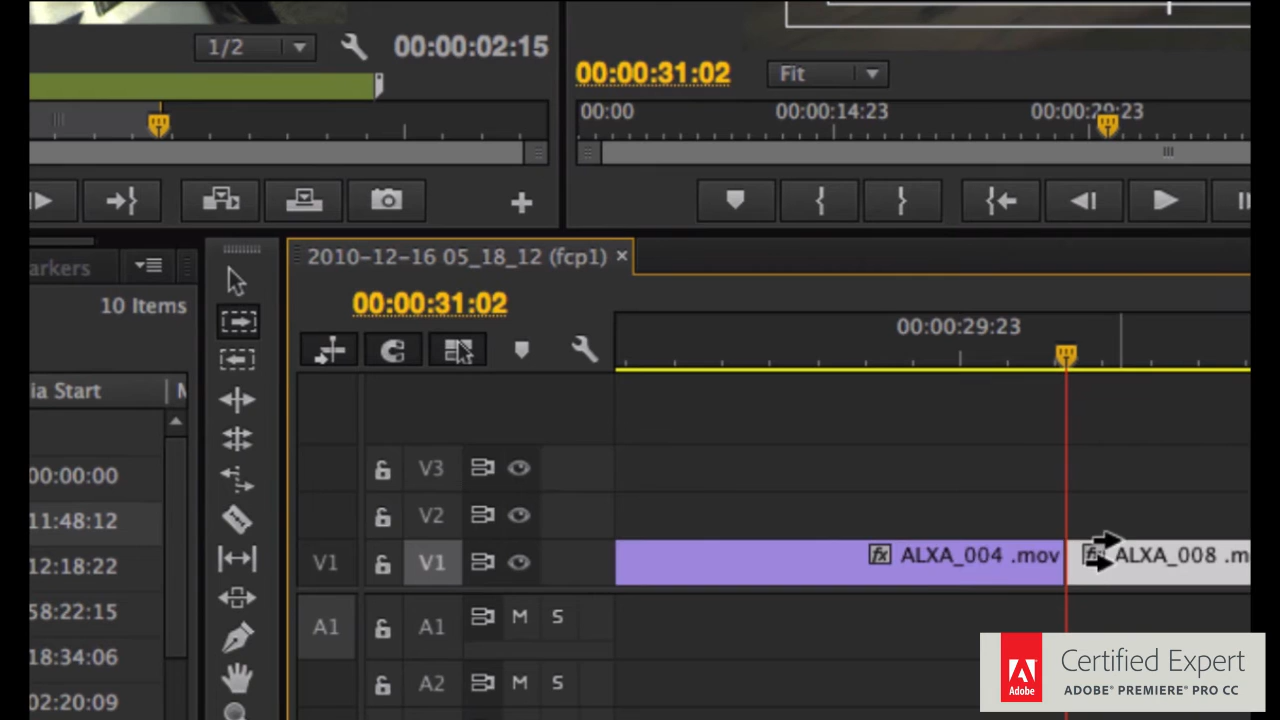 1/2
00:00:02:15
00:00:31:02
Fit
00:00
00:00:14:23
00:00:29:23
arkers
10 Items
2010-12-16 05_18_12 (fcp1) ×
00:00:31:02
00:00:29:23
ia Start
00:00:00
11:48:12
12:18:22
58:22:15
18:34:06
02:20:09
V3
V2
V1 V1
fx ALXA_004 .mov
fx ALXA_008 .m
A1 A1 M S
A2 M S
Adobe
Certified Expert
ADOBE® PREMIERE® PRO CC